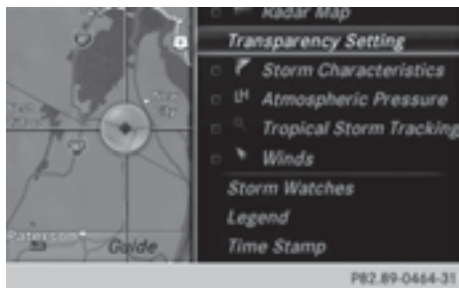 Radar Map
Transparency Setting
Storm Characteristics
LH Atmospheric Pressure
Tropical Storm Tracking
Winds
Storm Watches
Legend
Time Stamp
Paterson
Guide
P82.89-0464-31